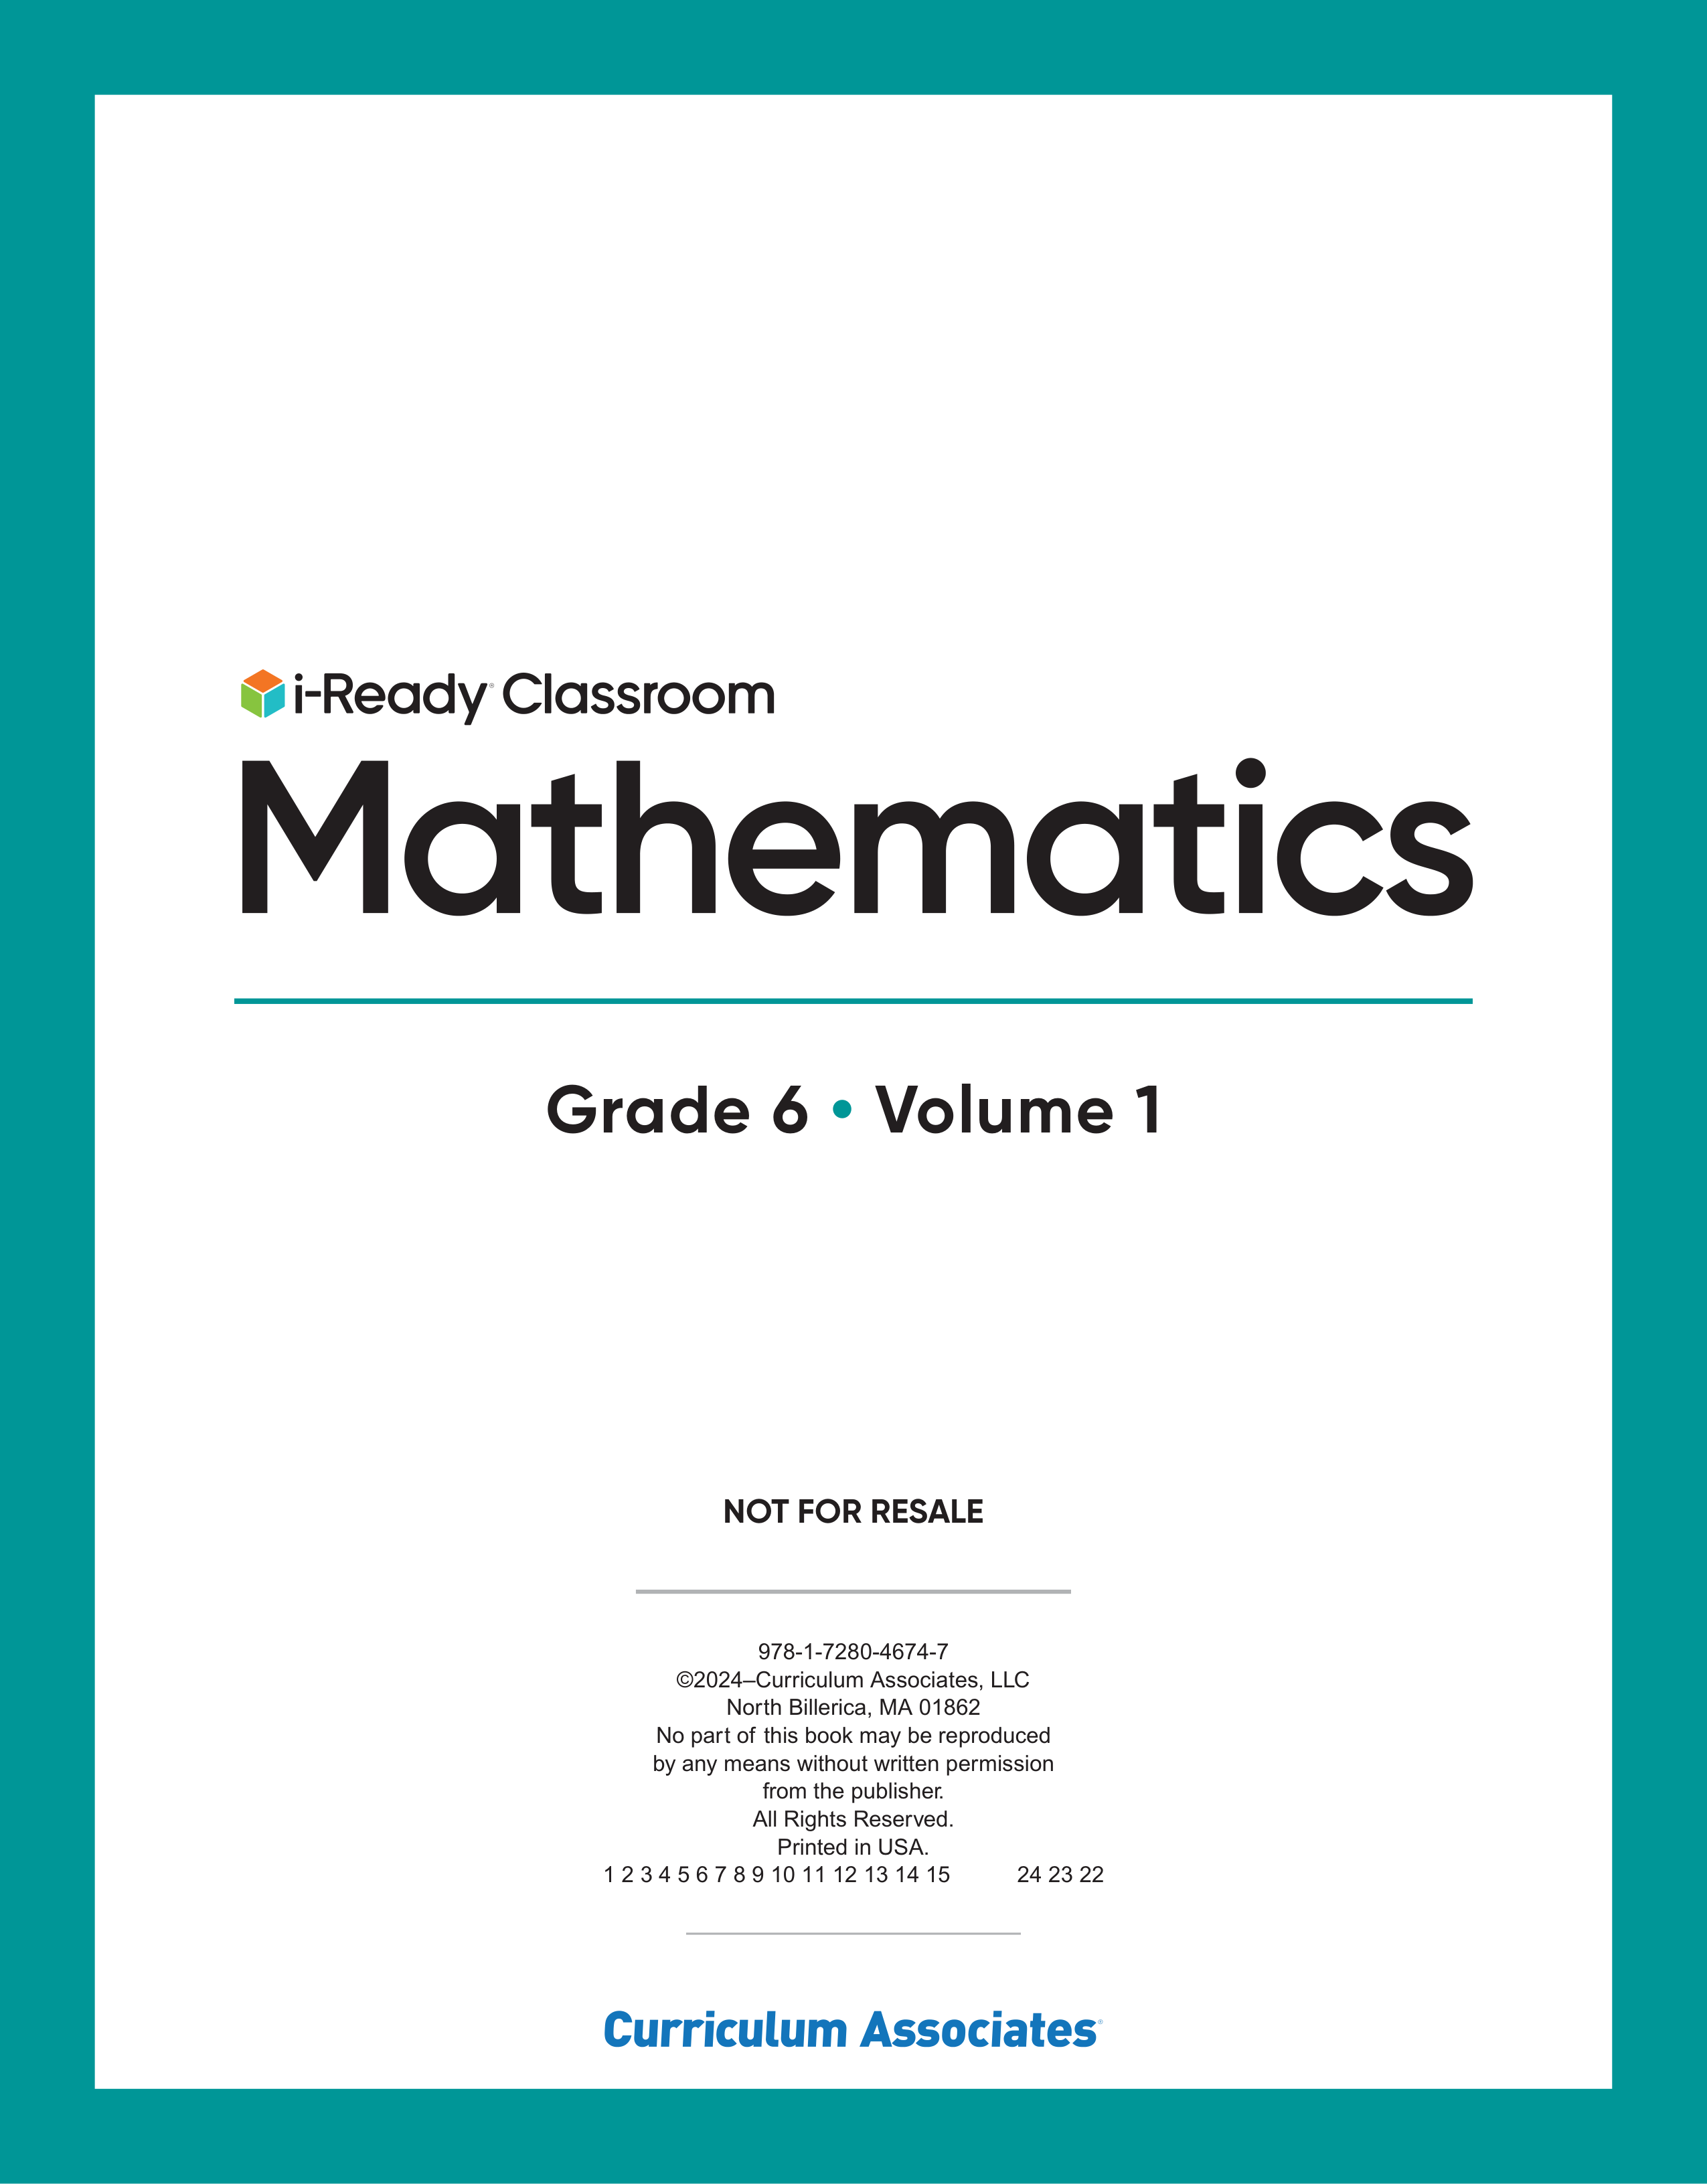 i-Ready® Classroom
Mathematics
Grade 6 • Volume 1
NOT FOR RESALE
978-1-7280-4674-7
©2024–Curriculum Associates, LLC
North Billerica, MA 01862
No part of this book may be reproduced
by any means without written permission
from the publisher.
All Rights Reserved.
Printed in USA.
1 2 3 4 5 6 7 8 9 10 11 12 13 14 15 24 23 22
Curriculum Associates®